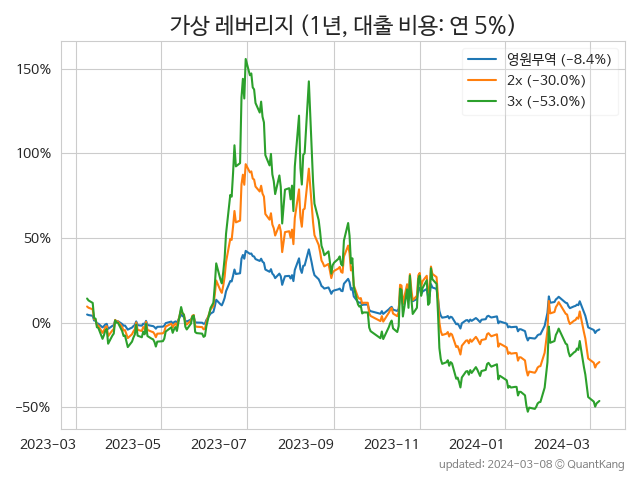 가상 레버리지 (1년, 대출 비용: 연 5%)
영원무역 (−8.4%)
2x (−30.0%)
3x (−53.0%)
150%
100%
50%
0%
−50%
2023-03 2023-05 2023-07 2023-09 2023-11 2024-01 2024-03
updated: 2024-03-08 © QuantKang